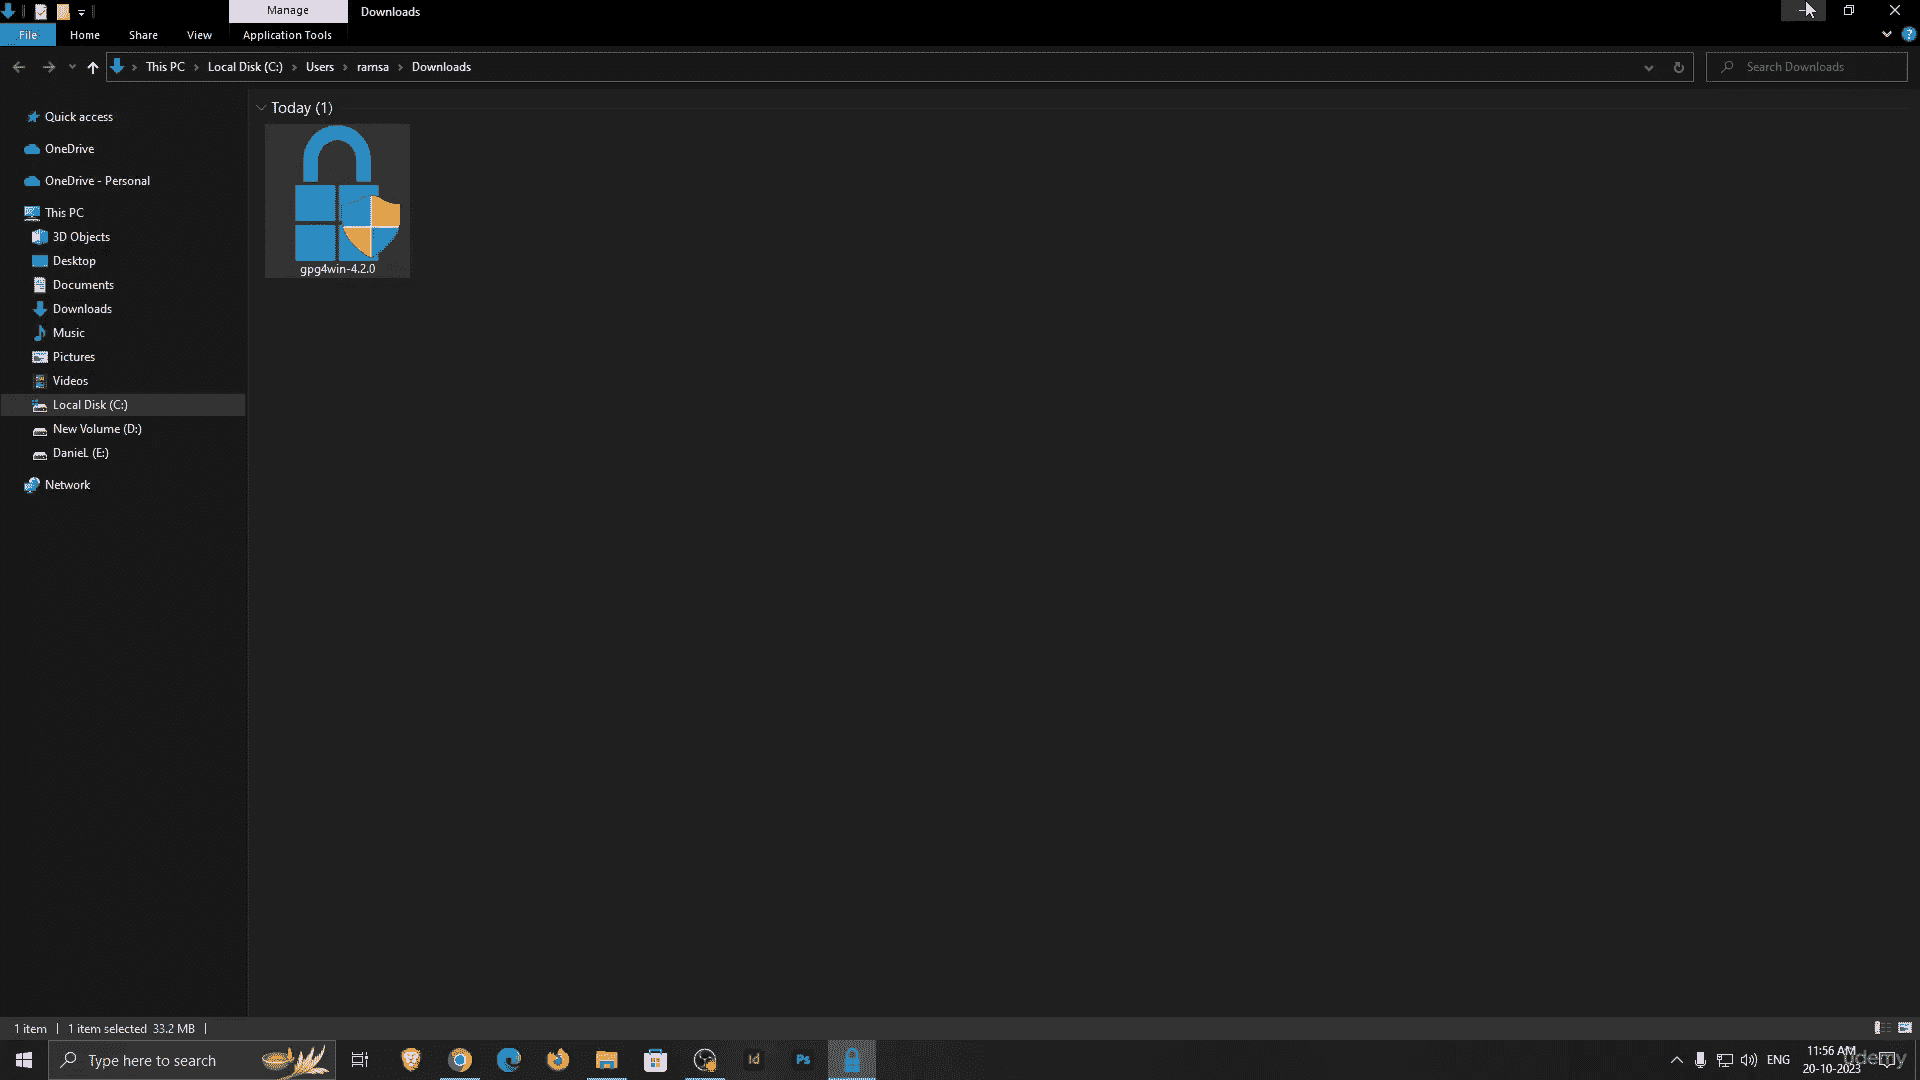 Manage
Downloads
File
Home
Share
View
Application Tools
This PC
Local Disk (C:)
Users
ramsa
Downloads
Search Downloads
Quick access
OneDrive
OneDrive - Personal
This PC
3D Objects
Desktop
Documents
Downloads
Music
Pictures
Videos
Local Disk (C:)
New Volume (D:)
DanieL (E:)
Network
Today (1)
gpg4win-4.2.0
1 item
1 item selected 33.2 MB
Type here to search
Id
Ps
ENG
11:56 AM
20-10-2023
udemy